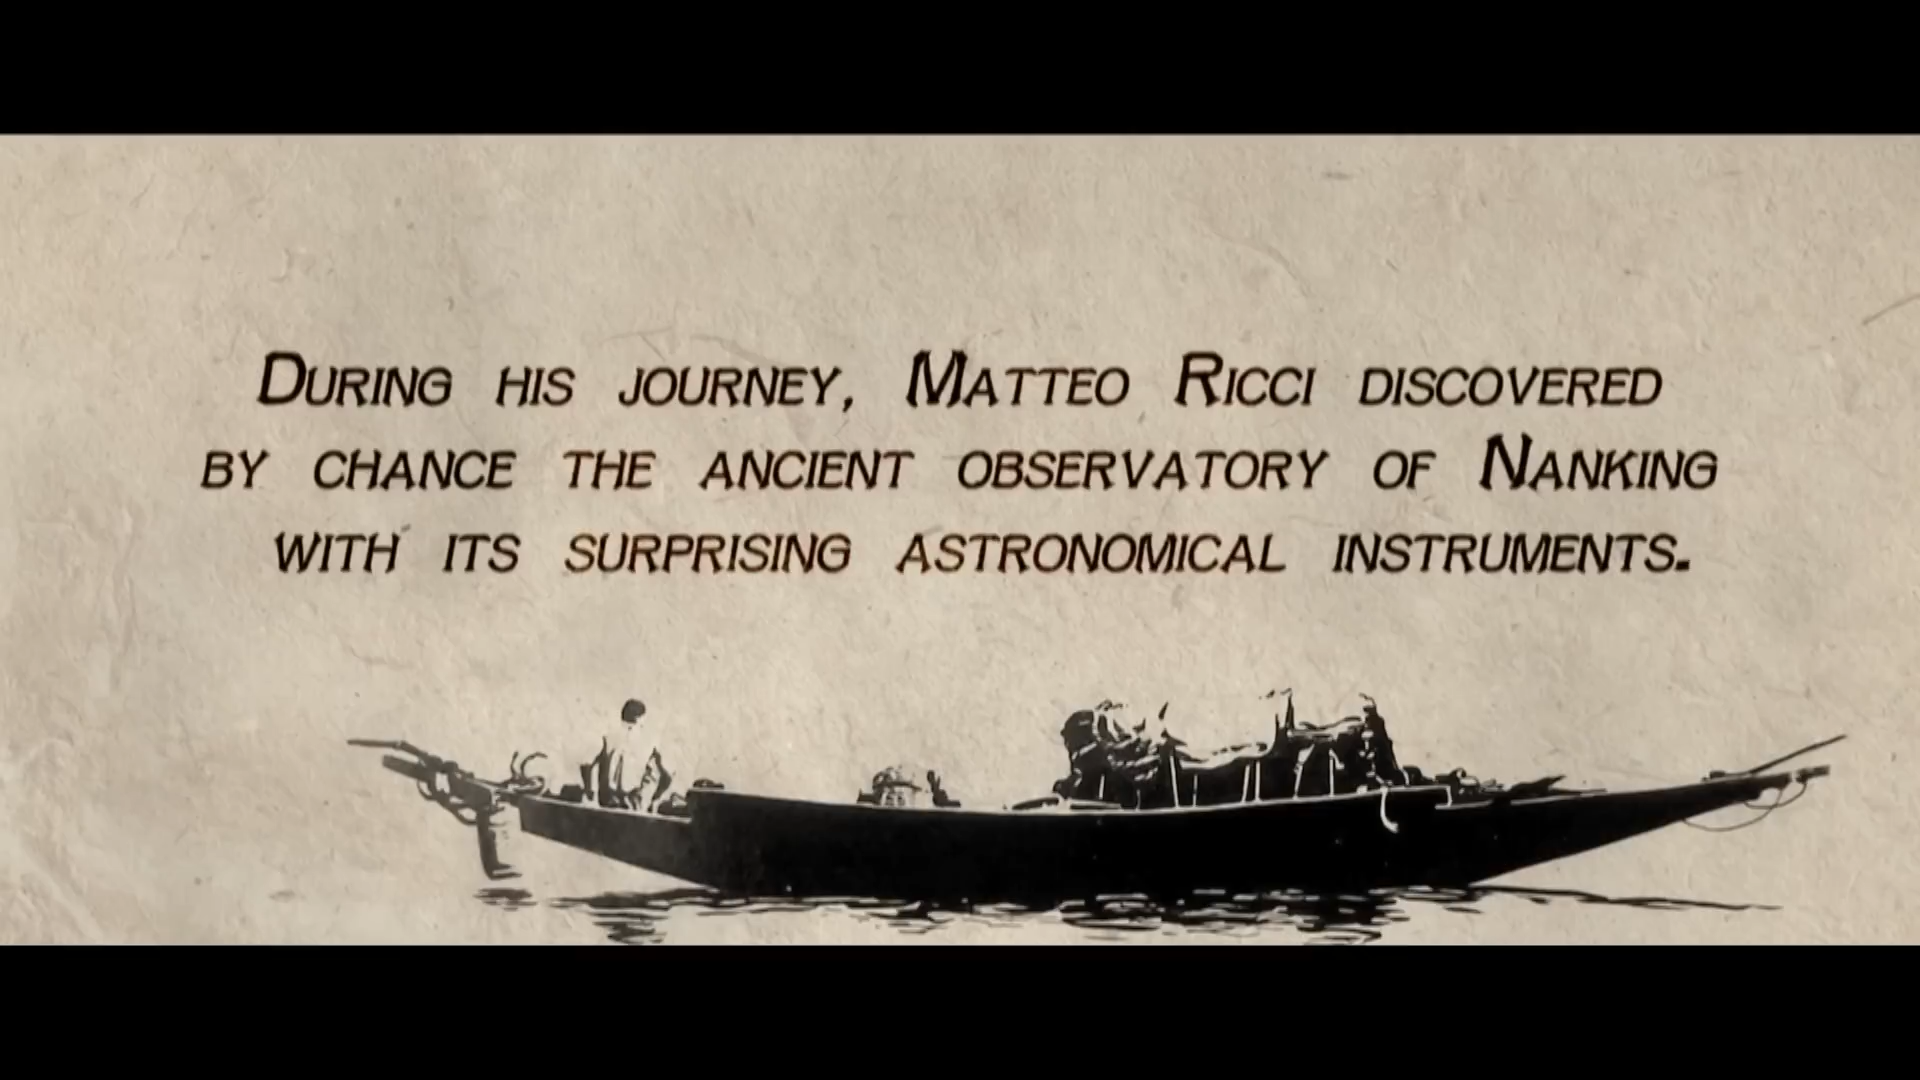 During his journey, Matteo Ricci discovered
by chance the ancient observatory of Nanking
with its surprising astronomical instruments.